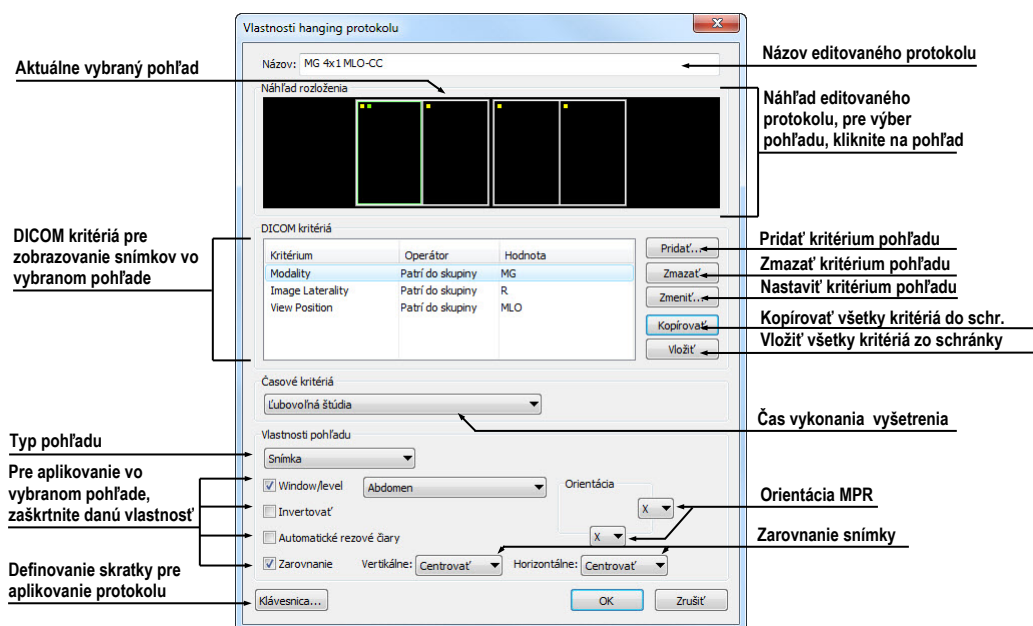 Vlastnosti hanging protokolu
Názov: MG 4x1 MLO-CC
Názov editovaného protokolu
Aktuálne vybraný pohľad
Náhľad rozloženia
Náhľad editovaného
protokolu, pre výber
pohľadu, kliknite na pohľad
DICOM kritériá pre
zobrazovanie snímkov vo
vybranom pohľade
DICOM kritériá
Kritérium Operátor Hodnota
Modality Patrí do skupiny MG
Image Laterality Patrí do skupiny R
View Position Patrí do skupiny MLO
Pridať...
Zmazať
Zmeniť...
Kopírovať
Vložiť
Pridať kritérium pohľadu
Zmazať kritérium pohľadu
Nastaviť kritérium pohľadu
Kopírovať všetky kritériá do schr.
Vložiť všetky kritériá zo schránky
Časové kritériá
Ľubovoľná štúdia
Čas vykonania vyšetrenia
Typ pohľadu
Vlastnosti pohľadu
Snímka
Pre aplikovanie vo
vybranom pohľade,
zaškrtnite danú vlastnosť
Window/level Abdomen
Orientácia
X
X
Invertovať
Automatické rezové čiary
Zarovnanie Vertikálne: Centrovať Horizontálne: Centrovať
Orientácia MPR
Zarovnanie snímky
Definovanie skratky pre
aplikovanie protokolu
Klávesnica...
OK
Zrušiť